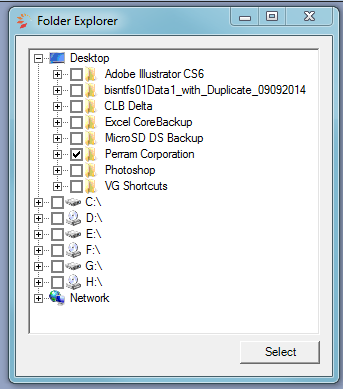 Folder Explorer
Desktop
Adobe Illustrator CS6
bisntfs01Data1_with_Duplicate_09092014
CLB Delta
Excel CoreBackup
MicroSD DS Backup
Perram Corporation
Photoshop
VG Shortcuts
C:\
D:\
E:\
F:\
G:\
H:\
Network
Select